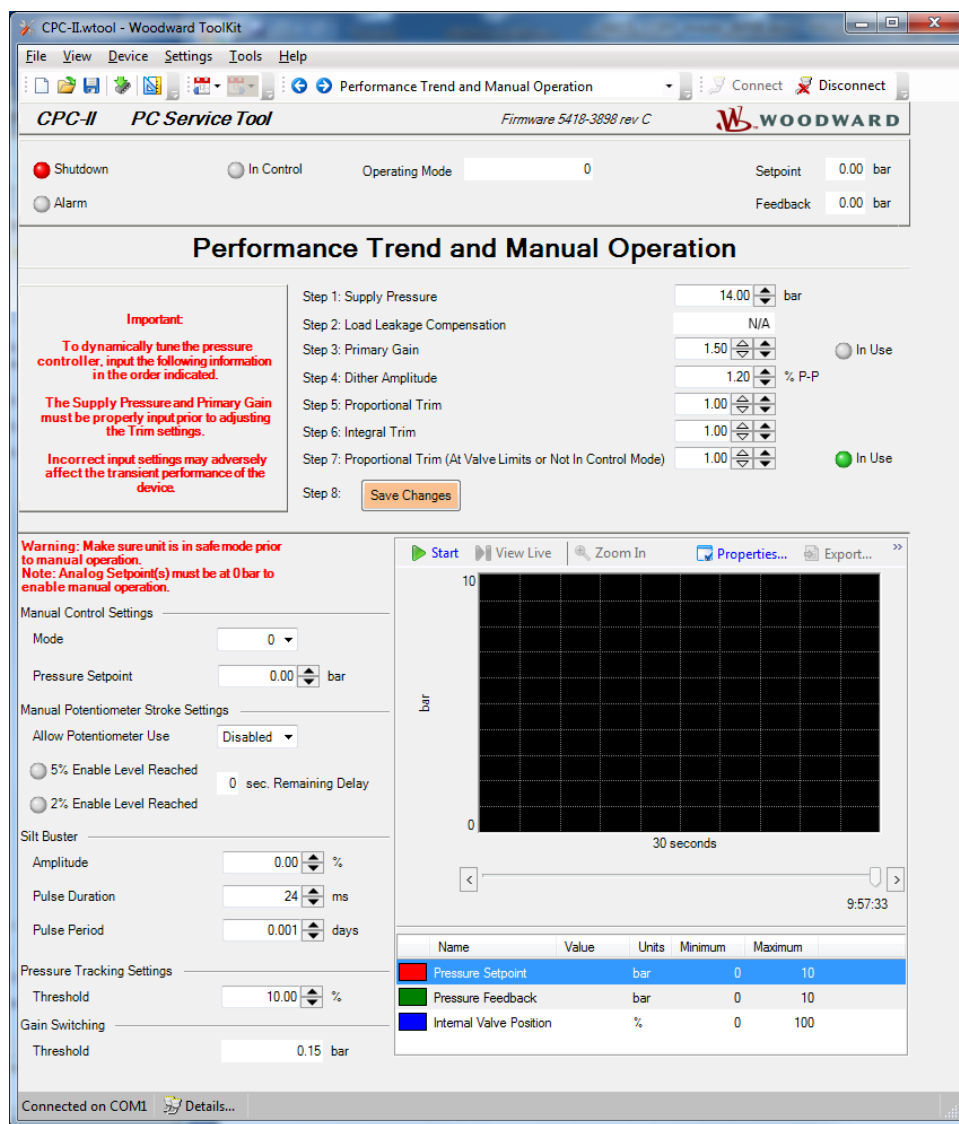 CPC-II.wtool - Woodward ToolKit
File View Device Settings Tools Help
Performance Trend and Manual Operation
Connect Disconnect
CPC-II PC Service Tool
Firmware 5418-3898 rev C
WOODWARD
Shutdown
In Control
Operating Mode 0
Setpoint 0.00 bar
Alarm
Feedback 0.00 bar
Performance Trend and Manual Operation
Important:
To dynamically tune the pressure
controller, input the following information
in the order indicated.
The Supply Pressure and Primary Gain
must be properly input prior to adjusting
the Trim settings.
Incorrect input settings may adversely
affect the transient performance of the
device.
Step 1: Supply Pressure 14.00 bar
Step 2: Load Leakage Compensation N/A
Step 3: Primary Gain 1.50 In Use
Step 4: Dither Amplitude 1.20 % P-P
Step 5: Proportional Trim 1.00
Step 6: Integral Trim 1.00
Step 7: Proportional Trim (At Valve Limits or Not In Control Mode) 1.00 In Use
Step 8: Save Changes
Warning: Make sure unit is in safe mode prior
to manual operation.
Note: Analog Setpoint(s) must be at 0 bar to
enable manual operation.
Manual Control Settings
Mode 0
Pressure Setpoint 0.00 bar
Manual Potentiometer Stroke Settings
Allow Potentiometer Use Disabled
5% Enable Level Reached
0 sec. Remaining Delay
2% Enable Level Reached
Silt Buster
Amplitude 0.00 %
Pulse Duration 24 ms
Pulse Period 0.001 days
Pressure Tracking Settings
Threshold 10.00 %
Gain Switching
Threshold 0.15 bar
Start View Live Zoom In Properties... Export... »
10
bar
0
30 seconds
9:57:33
Name Value Units Minimum Maximum
Pressure Setpoint bar 0 10
Pressure Feedback bar 0 10
Internal Valve Position % 0 100
Connected on COM1 Details...